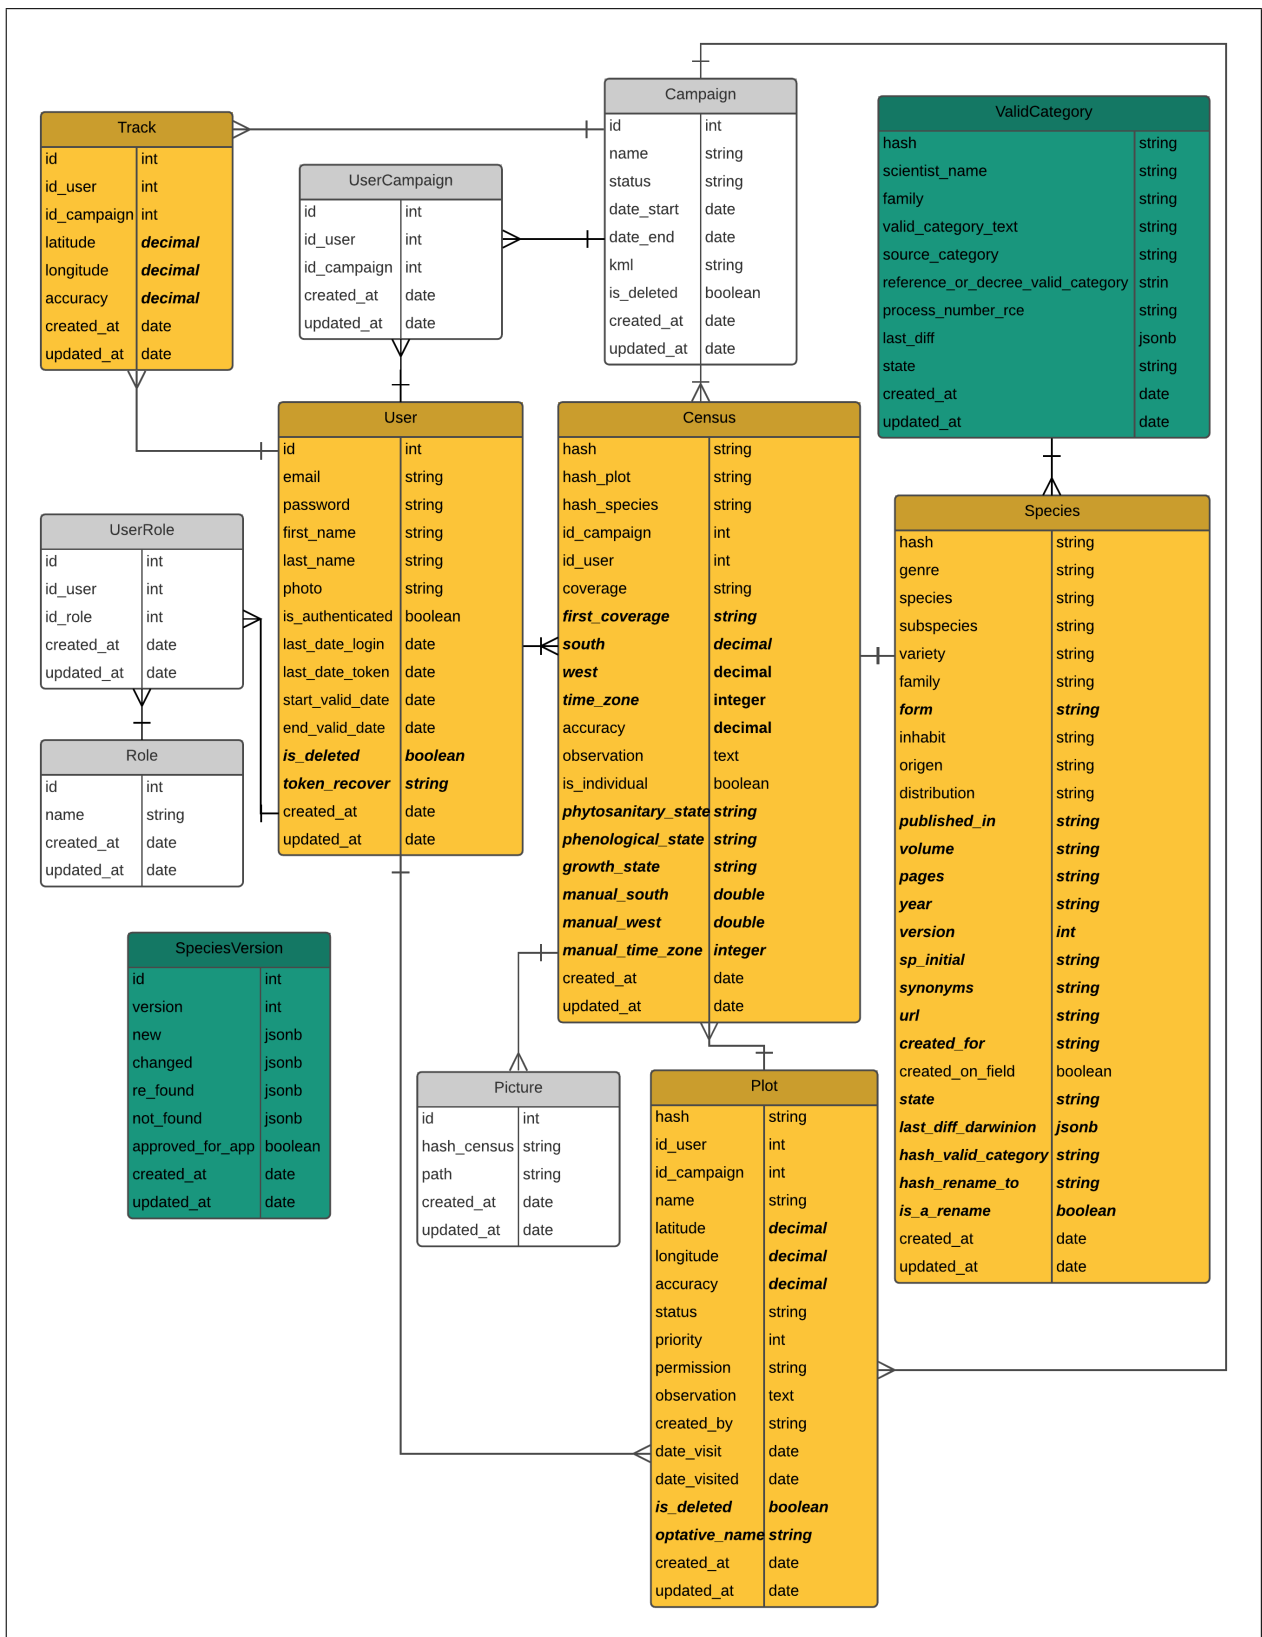 Campaign
id int
name string
status string
date_start date
date_end date
kml string
is_deleted boolean
created_at date
updated_at date
ValidCategory
hash string
scientist_name string
family string
valid_category_text string
source_category string
reference_or_decree_valid_category strin
process_number_rce string
last_diff jsonb
state string
created_at date
updated_at date
Track
id int
id_user int
id_campaign int
latitude decimal
longitude decimal
accuracy decimal
created_at date
updated_at date
UserCampaign
id int
id_user int
id_campaign int
created_at date
updated_at date
User
id int
email string
password string
first_name string
last_name string
photo string
is_authenticated boolean
last_date_login date
last_date_token date
start_valid_date date
end_valid_date date
is_deleted boolean
token_recover string
created_at date
updated_at date
Census
hash string
hash_plot string
hash_species string
id_campaign int
id_user int
coverage string
first_coverage string
south decimal
west decimal
time_zone integer
accuracy decimal
observation text
is_individual boolean
phytosanitary_state string
phenological_state string
growth_state string
manual_south double
manual_west double
manual_time_zone integer
created_at date
updated_at date
Species
hash string
genre string
species string
subspecies string
variety string
family string
form string
inhabit string
origen string
distribution string
published_in string
volume string
pages string
year string
version int
sp_initial string
synonyms string
url string
created_for string
created_on_field boolean
state string
last_diff_darwinion jsonb
hash_valid_category string
hash_rename_to string
is_a_rename boolean
created_at date
updated_at date
UserRole
id int
id_user int
id_role int
created_at date
updated_at date
Role
id int
name string
created_at date
updated_at date
SpeciesVersion
id int
version int
new jsonb
changed jsonb
re_found jsonb
not_found jsonb
approved_for_app boolean
created_at date
updated_at date
Picture
id int
hash_census string
path string
created_at date
updated_at date
Plot
hash string
id_user int
id_campaign int
name string
latitude decimal
longitude decimal
accuracy decimal
status string
priority int
permission string
observation text
created_by string
date_visit date
date_visited date
is_deleted boolean
optative_name string
created_at date
updated_at date